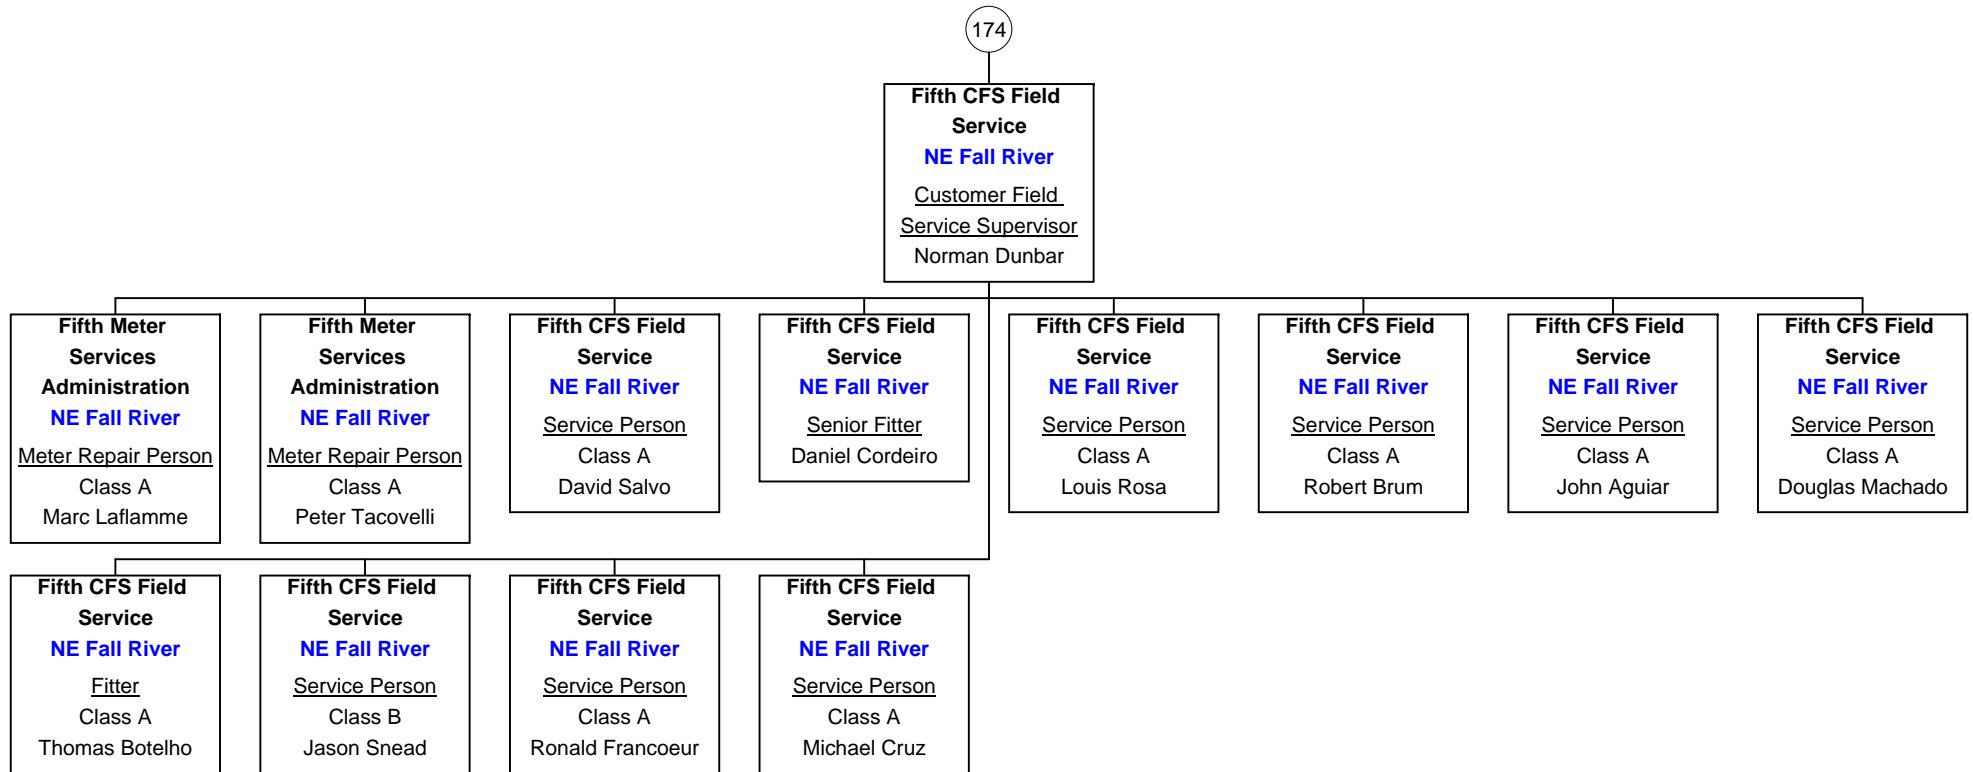 174
Fifth CFS Field
Service
NE Fall River
Customer Field
Service Supervisor
Norman Dunbar
Fifth Meter
Services
Administration
NE Fall River
Meter Repair Person
Class A
Marc Laflamme
Fifth Meter
Services
Administration
NE Fall River
Meter Repair Person
Class A
Peter Tacovelli
Fifth CFS Field
Service
NE Fall River
Service Person
Class A
David Salvo
Fifth CFS Field
Service
NE Fall River
Senior Fitter
Daniel Cordeiro
Fifth CFS Field
Service
NE Fall River
Service Person
Class A
Louis Rosa
Fifth CFS Field
Service
NE Fall River
Service Person
Class A
Robert Brum
Fifth CFS Field
Service
NE Fall River
Service Person
Class A
John Aguiar
Fifth CFS Field
Service
NE Fall River
Service Person
Class A
Douglas Machado
Fifth CFS Field
Service
NE Fall River
Fitter
Class A
Thomas Botelho
Fifth CFS Field
Service
NE Fall River
Service Person
Class B
Jason Snead
Fifth CFS Field
Service
NE Fall River
Service Person
Class A
Ronald Francoeur
Fifth CFS Field
Service
NE Fall River
Service Person
Class A
Michael Cruz